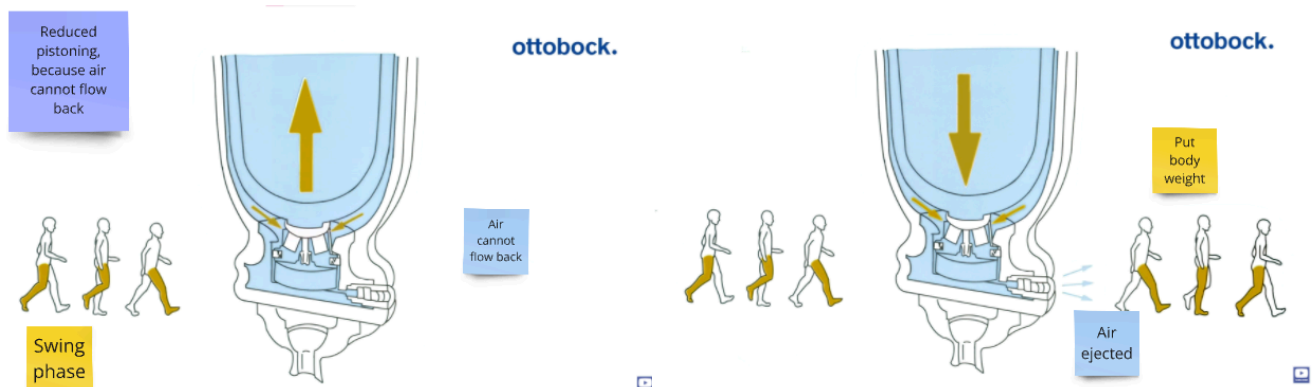 Reduced
pistoning,
because air
cannot flow
back
ottobock.
Air
cannot
flow back
Swing
phase
ottobock.
Put
body
weight
Air
ejected